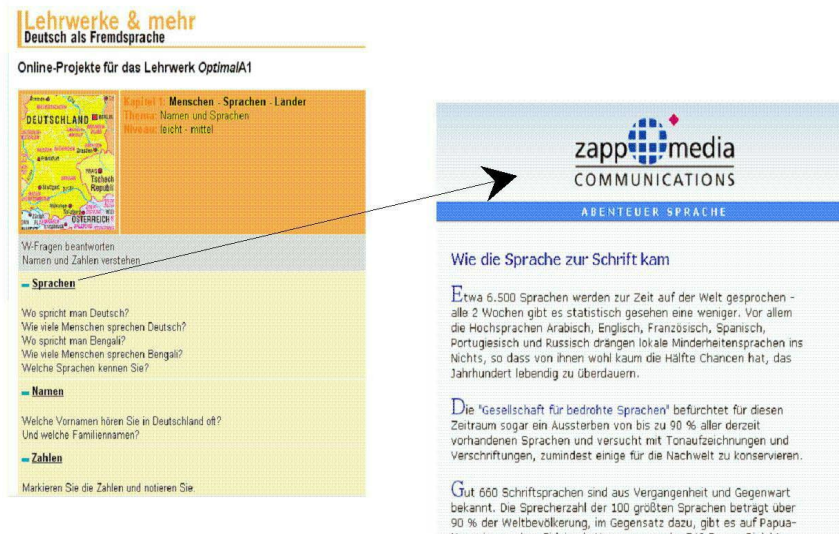 Lehrwerke & mehr
Deutsch als Fremdsprache
Online-Projekte für das Lehrwerk OptimalA1
DEUTSCHLAND
Tschech
Republi
ÖSTERREICH
Kapitel 1: Menschen - Sprachen - Länder
Thema: Namen und Sprachen
Niveau: leicht - mittel
W-Fragen beantworten
Namen und Zahlen verstehen
Sprachen
Wo spricht man Deutsch?
Wie viele Menschen sprechen Deutsch?
Wo spricht man Bengali?
Wie viele Menschen sprechen Bengali?
Welche Sprachen kennen Sie?
Namen
Welche Vornamen hören Sie in Deutschland oft?
Und welche Familiennamen?
Zahlen
Markieren Sie die Zahlen und notieren Sie
zapp media
COMMUNICATIONS
ABENTEUER SPRACHE
Wie die Sprache zur Schrift kam
Etwa 6.500 Sprachen werden zur Zeit auf der Welt gesprochen -
alle 2 Wochen gibt es statistisch gesehen eine weniger. Vor allem
die Hochsprachen Arabisch, Englisch, Französisch, Spanisch,
Portugiesisch und Russisch drängen lokale Minderheitensprachen ins
Nichts, so dass von ihnen wohl kaum die Hälfte Chancen hat, das
Jahrhundert lebendig zu überdauern.
Die "Gesellschaft für bedrohte Sprachen" befürchtet für diesen
Zeitraum sogar ein Aussterben von bis zu 90 % aller derzeit
vorhandenen Sprachen und versucht mit Tonaufzeichnungen und
Verschriftungen, zumindest einige für die Nachwelt zu konservieren.
Gut 660 Schriftsprachen sind aus Vergangenheit und Gegenwart
bekannt. Die Sprecherzahl der 100 größten Sprachen beträgt über
90 % der Weltbevölkerung, im Gegensatz dazu, gibt es auf Papua-